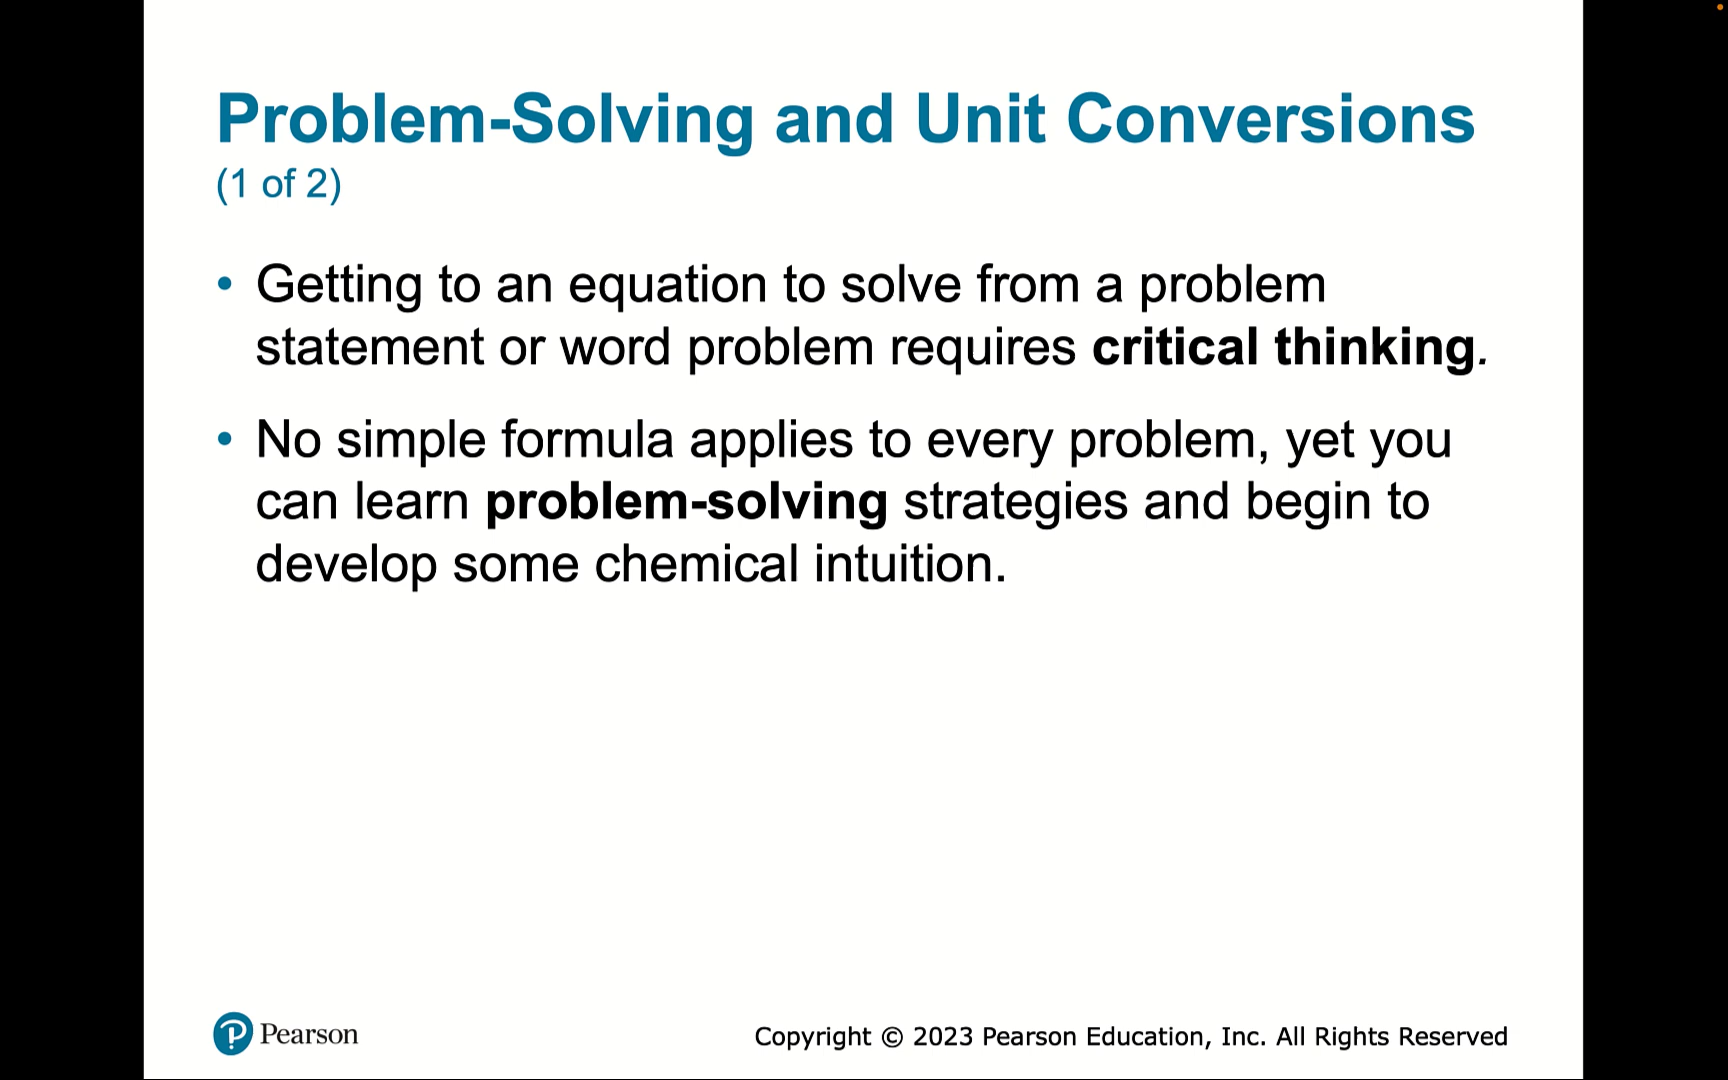 Problem-Solving and Unit Conversions
(1 of 2)
• Getting to an equation to solve from a problem
statement or word problem requires critical thinking.
• No simple formula applies to every problem, yet you
can learn problem-solving strategies and begin to
develop some chemical intuition.
Pearson
Copyright © 2023 Pearson Education, Inc. All Rights Reserved